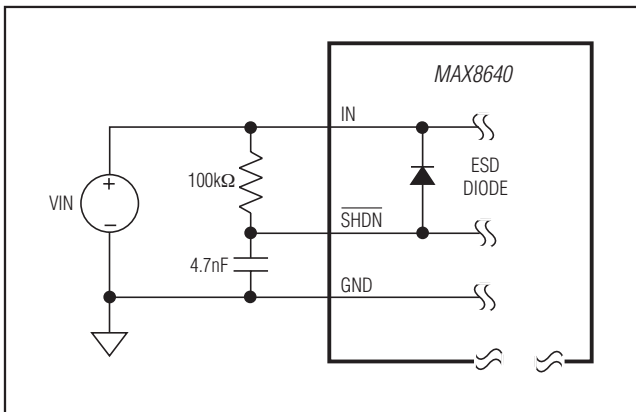 MAX8640
IN
100kΩ
ESD
DIODE
VIN
+
−
SHDN
4.7nF
GND